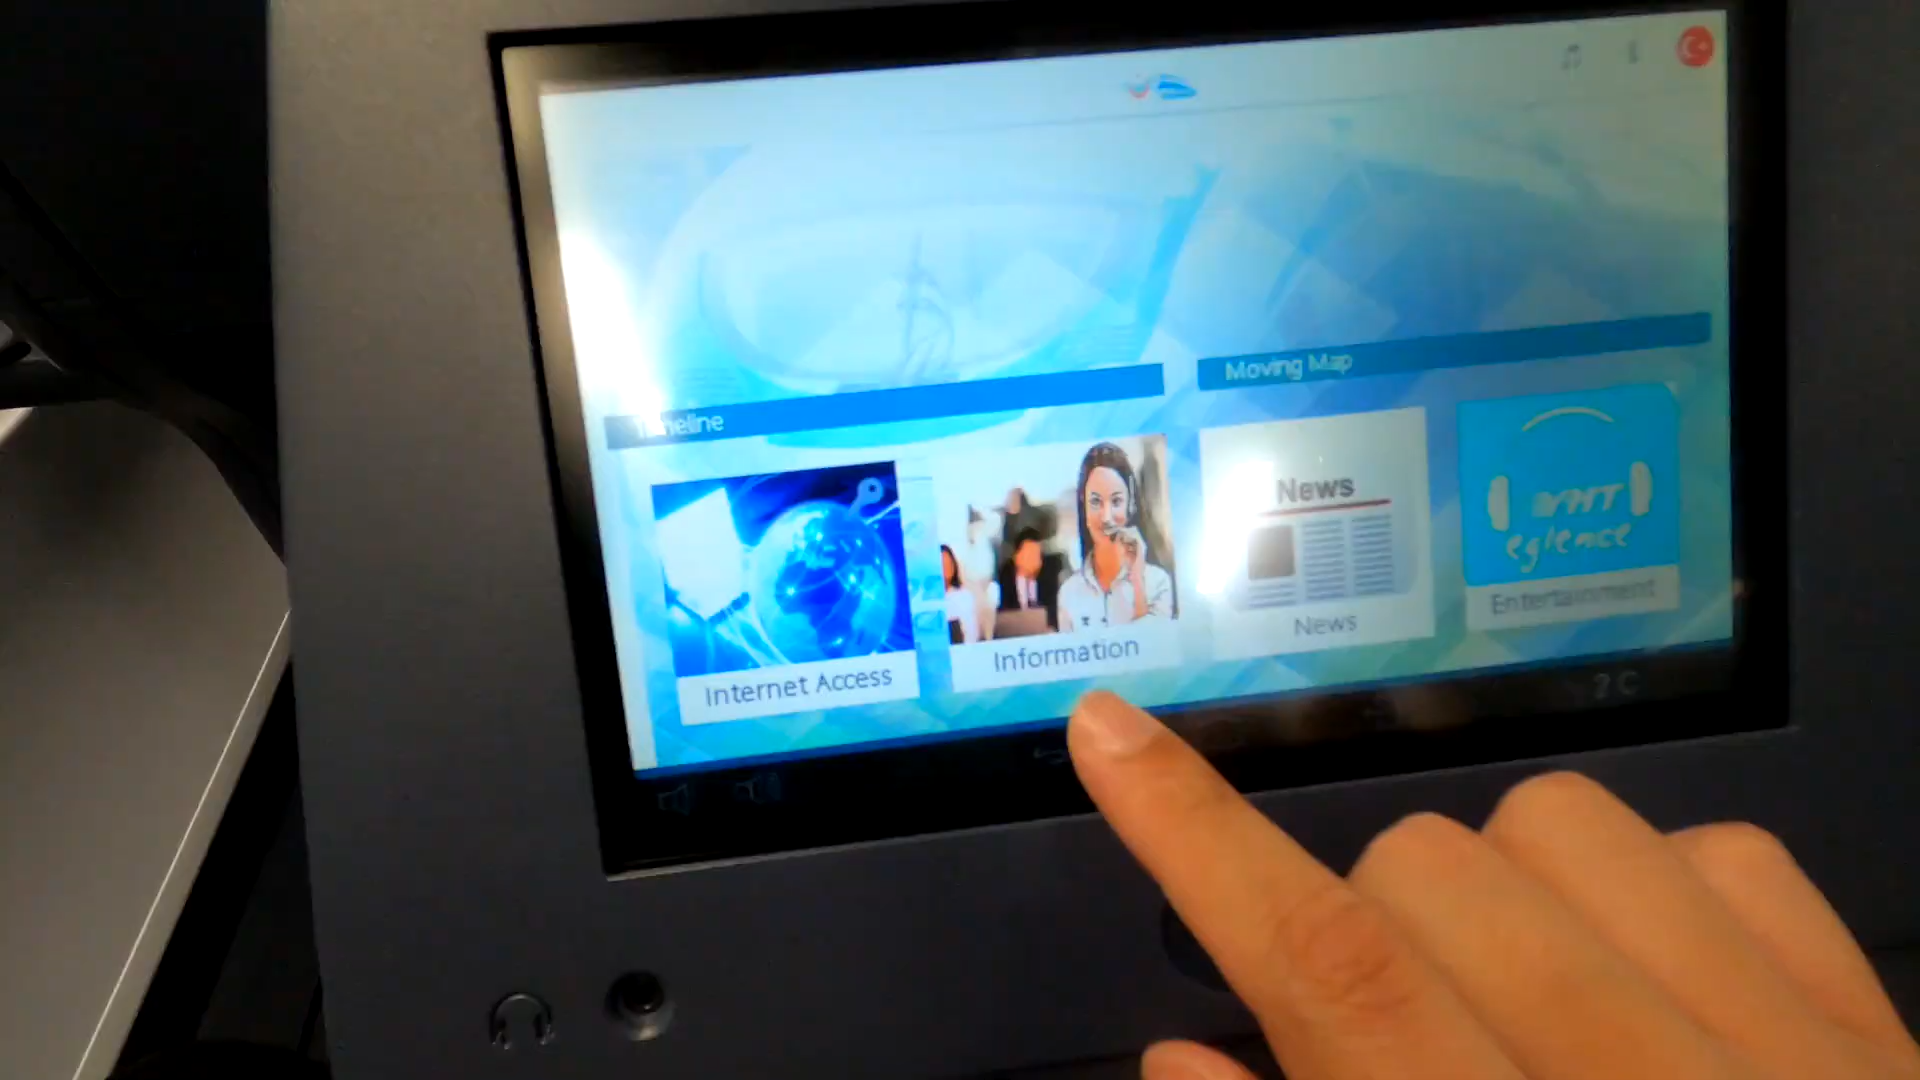 Timeline
Moving Map
News
eglence
Internet Access
Information
News
Entertainment